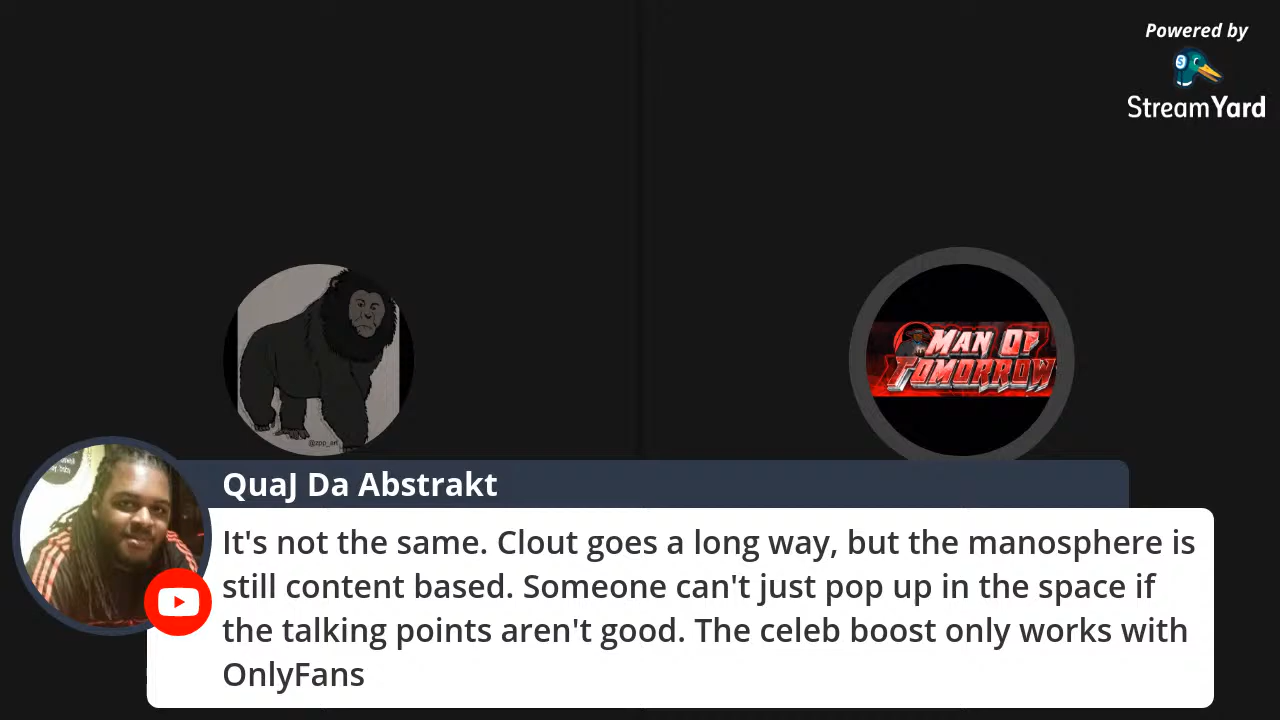 Powered by
StreamYard
MAN OF
TOMORROW
@zpp_art
QuaJ Da Abstrakt
It's not the same. Clout goes a long way, but the manosphere is
still content based. Someone can't just pop up in the space if
the talking points aren't good. The celeb boost only works with
OnlyFans